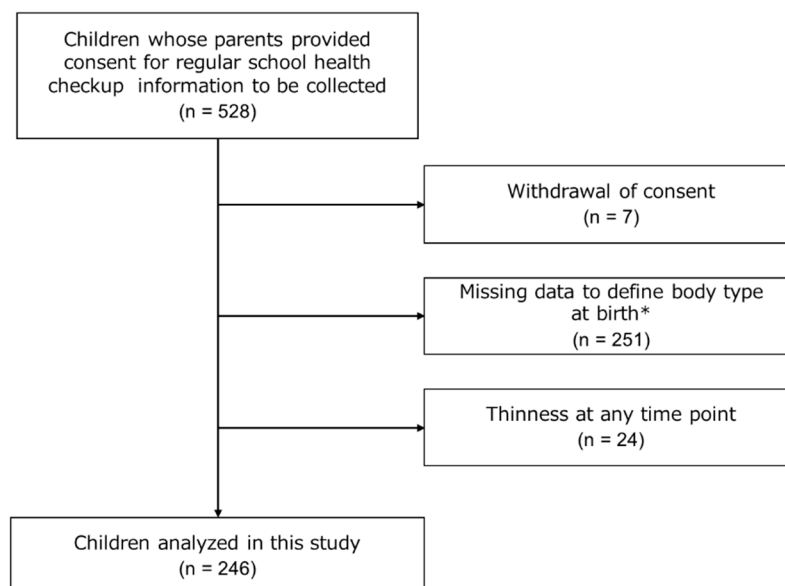 Children whose parents provided
consent for regular school health
checkup information to be collected
(n = 528)
Withdrawal of consent
(n = 7)
Missing data to define body type
at birth*
(n = 251)
Thinness at any time point
(n = 24)
Children analyzed in this study
(n = 246)